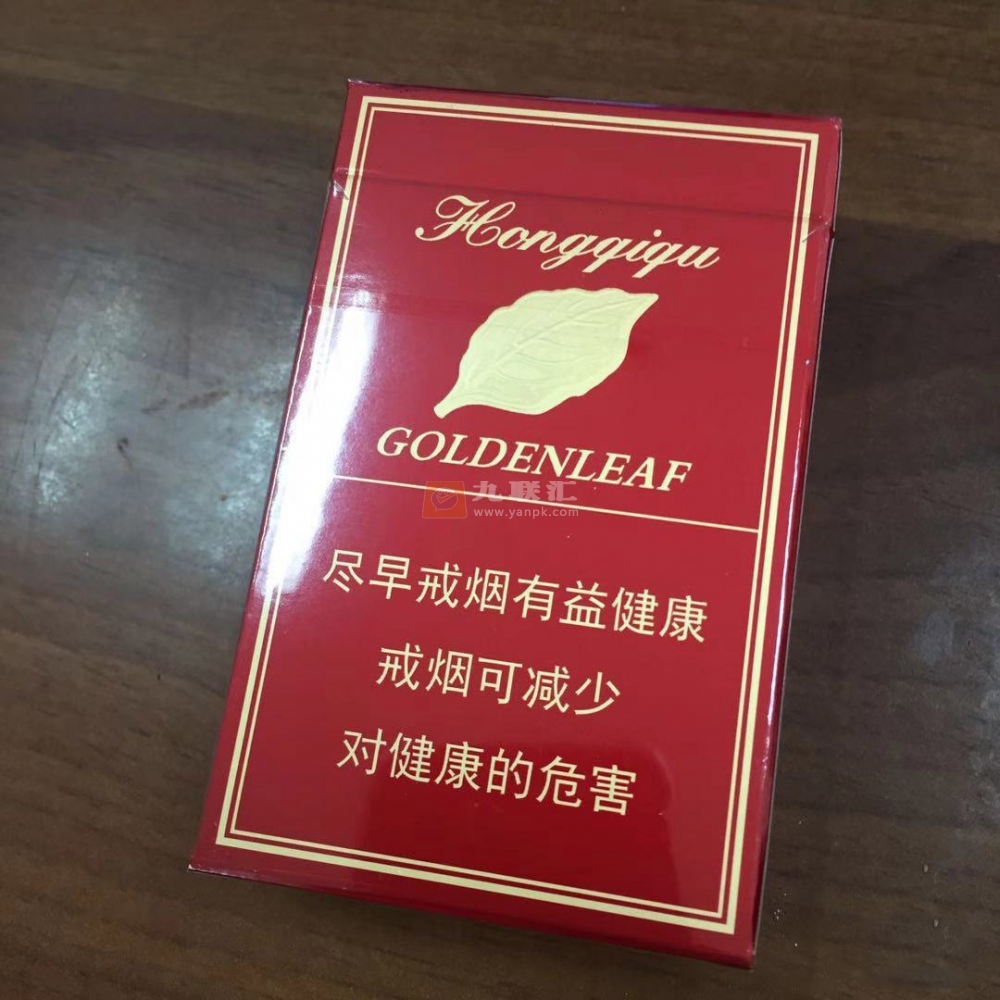 Hongqiqu
GOLDENLEAF
九联汇
www.yanpk.com
尽早戒烟有益健康
戒烟可减少
对健康的危害